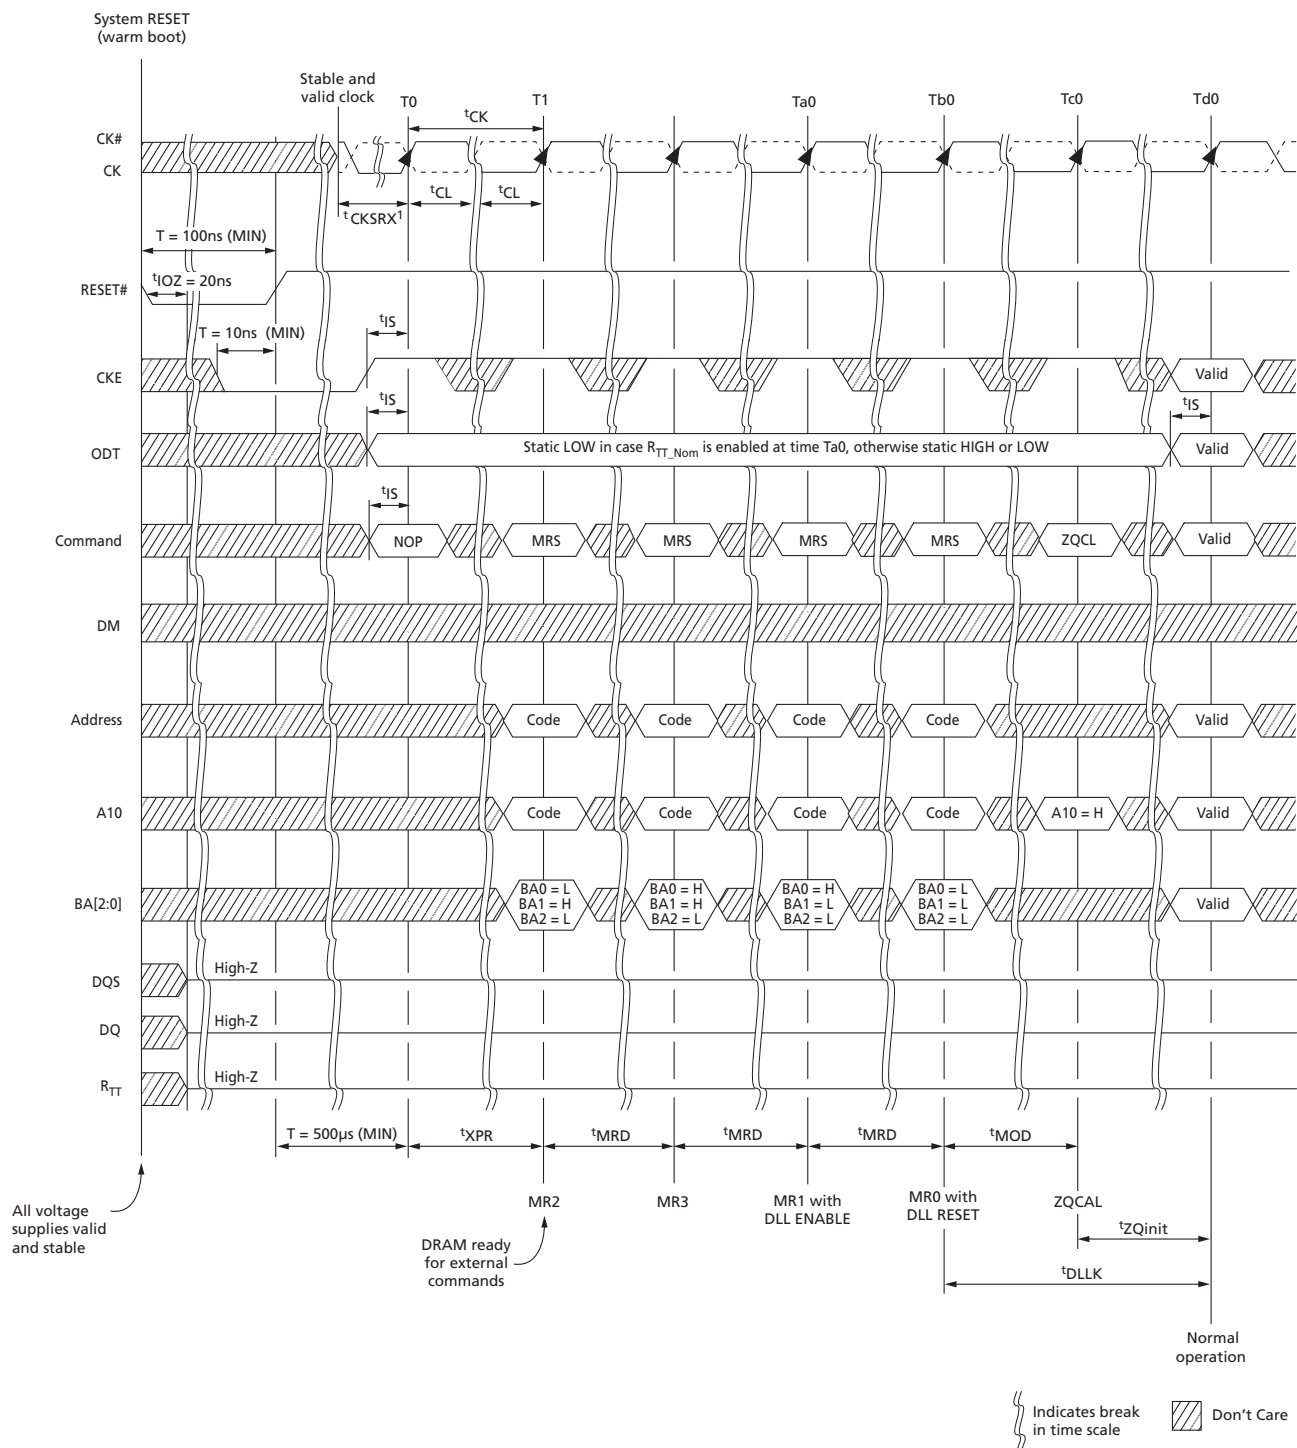 System RESET
(warm boot)
Stable and
valid clock
T0
T1
Ta0
Tb0
Tc0
Td0
tCK
CK#
CK
tCL
tCL
tCKSRX1
T = 100ns (MIN)
tIOZ = 20ns
RESET#
T = 10ns (MIN)
tIS
CKE
Valid
tIS
tIS
ODT
Static LOW in case RTT_Nom is enabled at time Ta0, otherwise static HIGH or LOW
Valid
tIS
Command
NOP
MRS
MRS
MRS
MRS
ZQCL
Valid
DM
Address
Code
Code
Code
Code
Valid
A10
Code
Code
Code
Code
A10 = H
Valid
BA[2:0]
BA0 = L
BA1 = H
BA2 = L
BA0 = H
BA1 = H
BA2 = L
BA0 = H
BA1 = L
BA2 = L
BA0 = L
BA1 = L
BA2 = L
Valid
DQS
High-Z
DQ
High-Z
RTT
High-Z
T = 500µs (MIN)
tXPR
tMRD
tMRD
tMRD
tMOD
All voltage
supplies valid
and stable
MR2
MR3
MR1 with
DLL ENABLE
MR0 with
DLL RESET
ZQCAL
DRAM ready
for external
commands
tZQinit
tDLLK
Normal
operation
Indicates break
in time scale
Don't Care